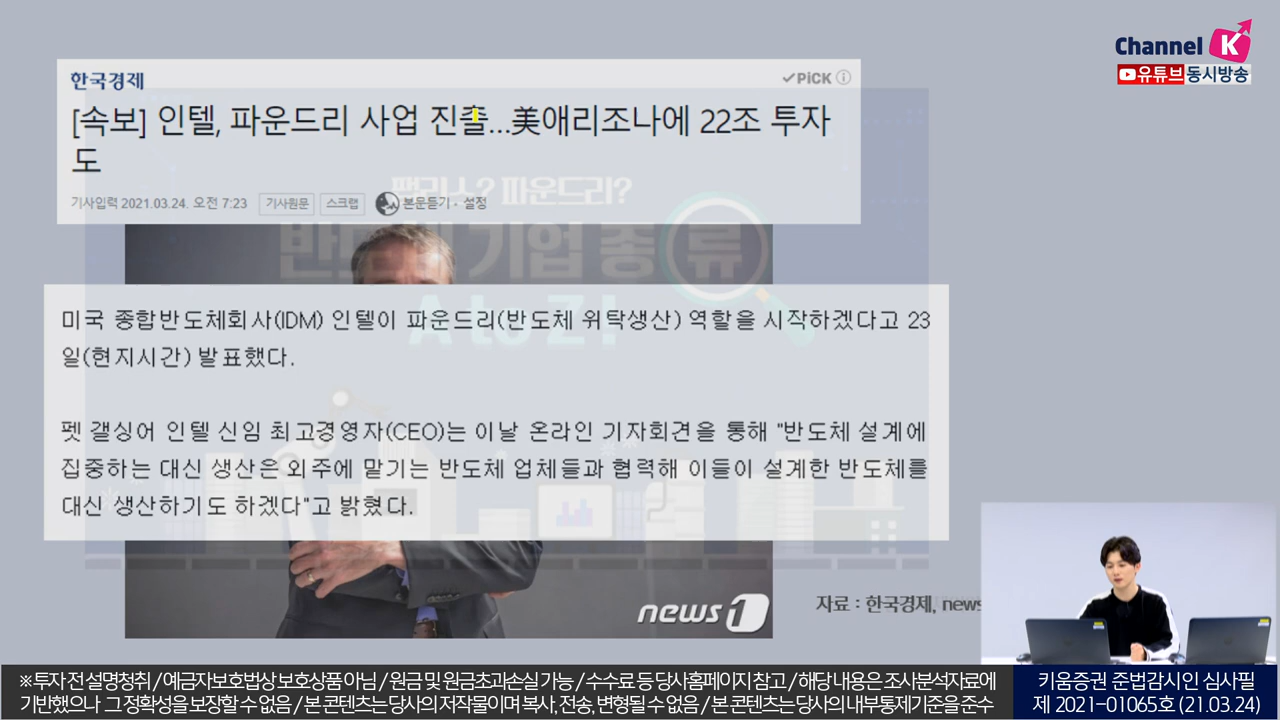 Channel K
유튜브 동시방송
한국경제
PiCK
[속보] 인텔, 파운드리 사업 진출...美애리조나에 22조 투자
도
기사입력 2021.03.24. 오전 7:23 기사원문 스크랩 본문듣기 · 설정
팹리스? 파운드리?
반도체 기업 종류
A to Z!
미국 종합반도체회사(IDM) 인텔이 파운드리(반도체 위탁생산) 역할을 시작하겠다고 23
일(현지시간) 발표했다.
펫 갤싱어 인텔 신임 최고경영자(CEO)는 이날 온라인 기자회견을 통해 "반도체 설계에
집중하는 대신 생산은 외주에 맡기는 반도체 업체들과 협력해 이들이 설계한 반도체를
대신 생산하기도 하겠다"고 밝혔다.
news1
자료 : 한국경제, news
※ 투자 전 설명청취 / 예금자보호법상 보호상품 아님 / 원금 및 원금초과손실 가능 / 수수료 등 당사홈페이지 참고 / 해당 내용은 조사분석자료에
기반했으나 그 정확성을 보장할 수 없음 / 본 콘텐츠는 당사의 저작물이며 복사, 전송, 변형될 수 없음 / 본 콘텐츠는 당사의 내부통제기준을 준수
키움증권 준법감시인 심사필
제 2021-01065호 (21.03.24)